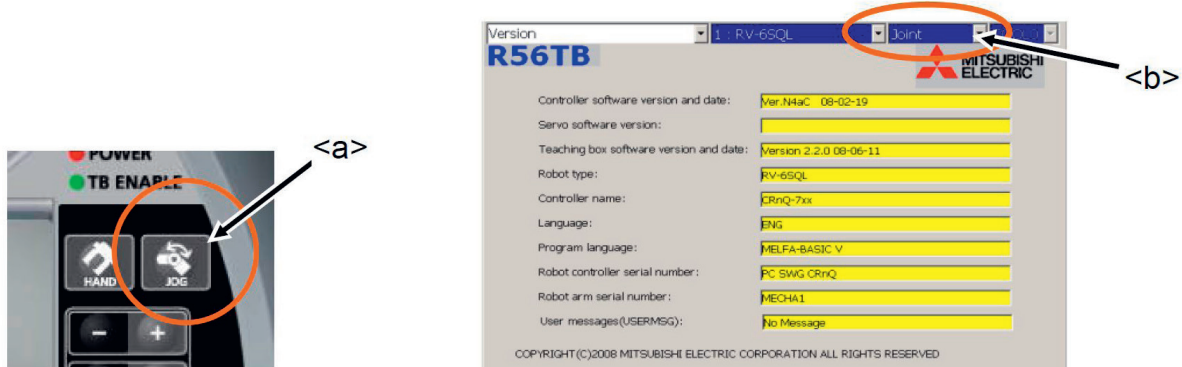 POWER
TB ENABLE
<a>
HAND
JOG
- +
Version
1 : RV-6SQL
Joint
<b>
R56TB
MITSUBISHI
ELECTRIC
Controller software version and date: Ver.N4aC 08-02-19
Servo software version:
Teaching box software version and date: Version 2.2.0 08-06-11
Robot type: RV-6SQL
Controller name: CRnQ-7xx
Language: ENG
Program language: MELFA-BASIC V
Robot controller serial number: PC SWG CRnQ
Robot arm serial number: MECHA1
User messages(USERMSG): No Message
COPYRIGHT(C)2008 MITSUBISHI ELECTRIC CORPORATION ALL RIGHTS RESERVED